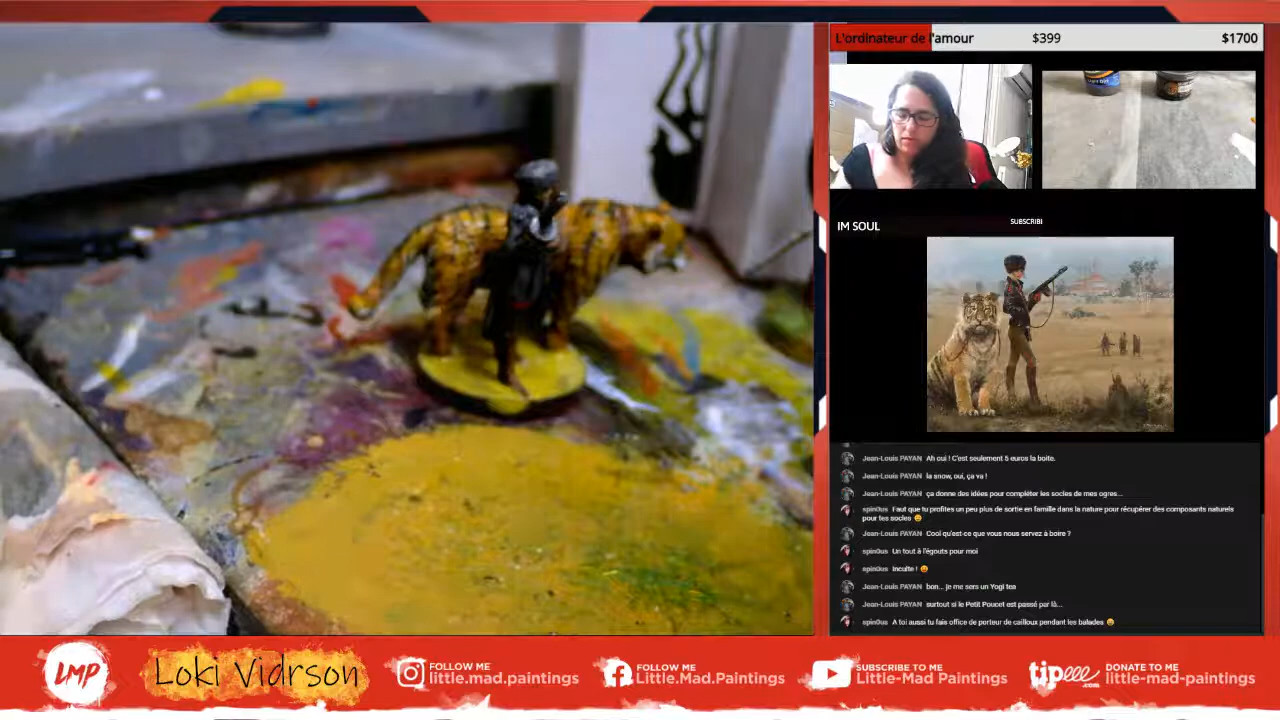 L'ordinateur de l'amour $399 $1700
IM SOUL
SUBSCRIBI
Jean-Louis PAYAN Ah oui ! C'est seulement 5 euros la boite.
Jean-Louis PAYAN la snow, oui, ça va !
Jean-Louis PAYAN ça donne des idées pour compléter les socles de mes ogres...
spin0us Faut que tu profites un peu plus de sortie en famille dans la nature pour récupérer des composants naturels
pour tes socles 😀
Jean-Louis PAYAN Cool qu'est-ce que vous nous servez à boire ?
spin0us Un tout à l'égouts pour moi
spin0us Inculte ! 😀
Jean-Louis PAYAN bon... je me sers un Yogi tea
Jean-Louis PAYAN surtout si le Petit Poucet est passé par là...
spin0us A toi aussi tu fais office de porteur de cailloux pendant les balades 😀
LMP
Loki Vidrson
FOLLOW ME
little.mad.paintings
FOLLOW ME
Little.Mad.Paintings
SUBSCRIBE TO ME
Little-Mad Paintings
tipeee.com
DONATE TO ME
little-mad-paintings